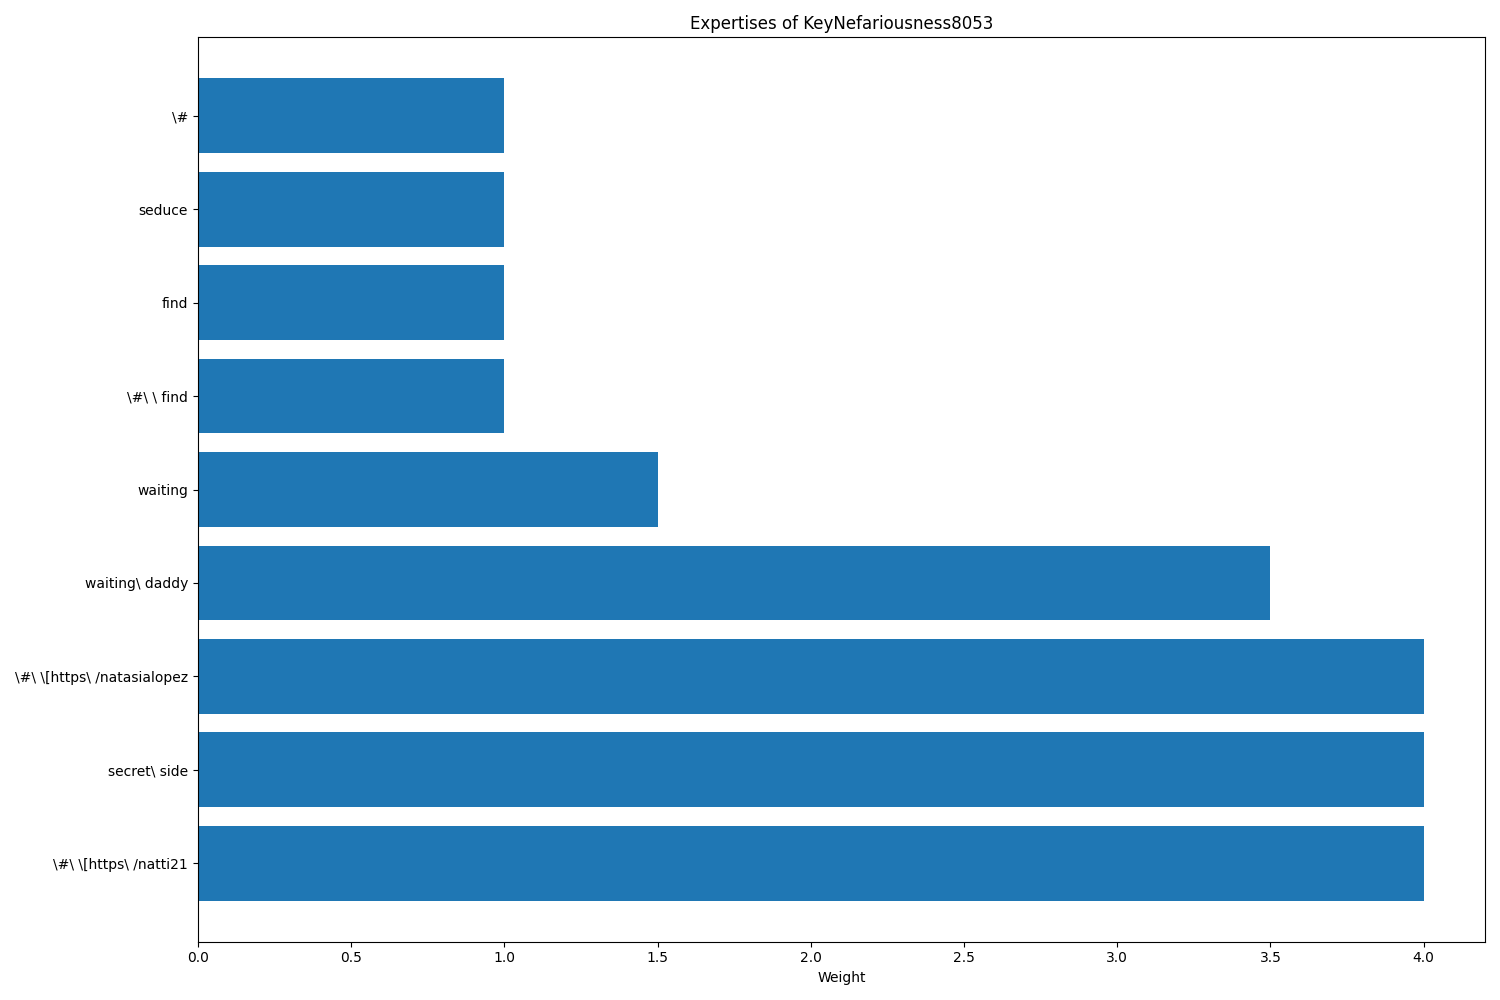 Expertises of KeyNefariousness8053
\#
seduce
find
\#\ \ find
waiting
waiting\ daddy
\#\ \[https\ /natasialopez
secret\ side
\#\ \[https\ /natti21
0.0 0.5 1.0 1.5 2.0 2.5 3.0 3.5 4.0
Weight